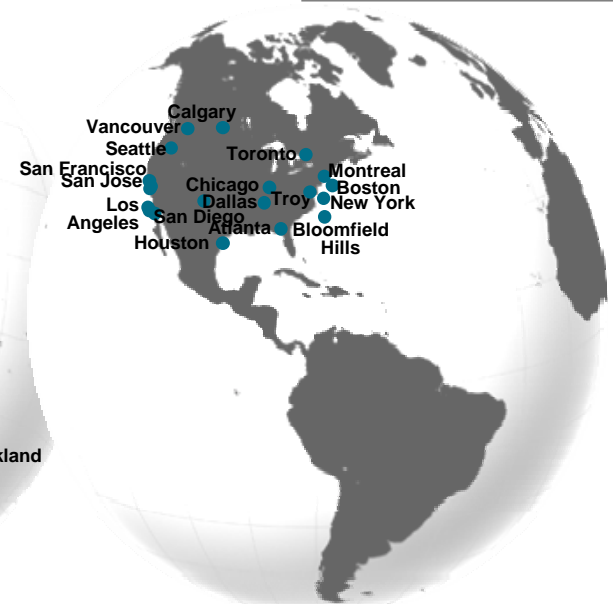 Calgary
Vancouver
Seattle
Toronto
San Francisco
Montreal
San Jose
Chicago
Boston
Dallas
Troy
New York
Los
Angeles
San Diego
Atlanta
Bloomfield
Hills
Houston
kland